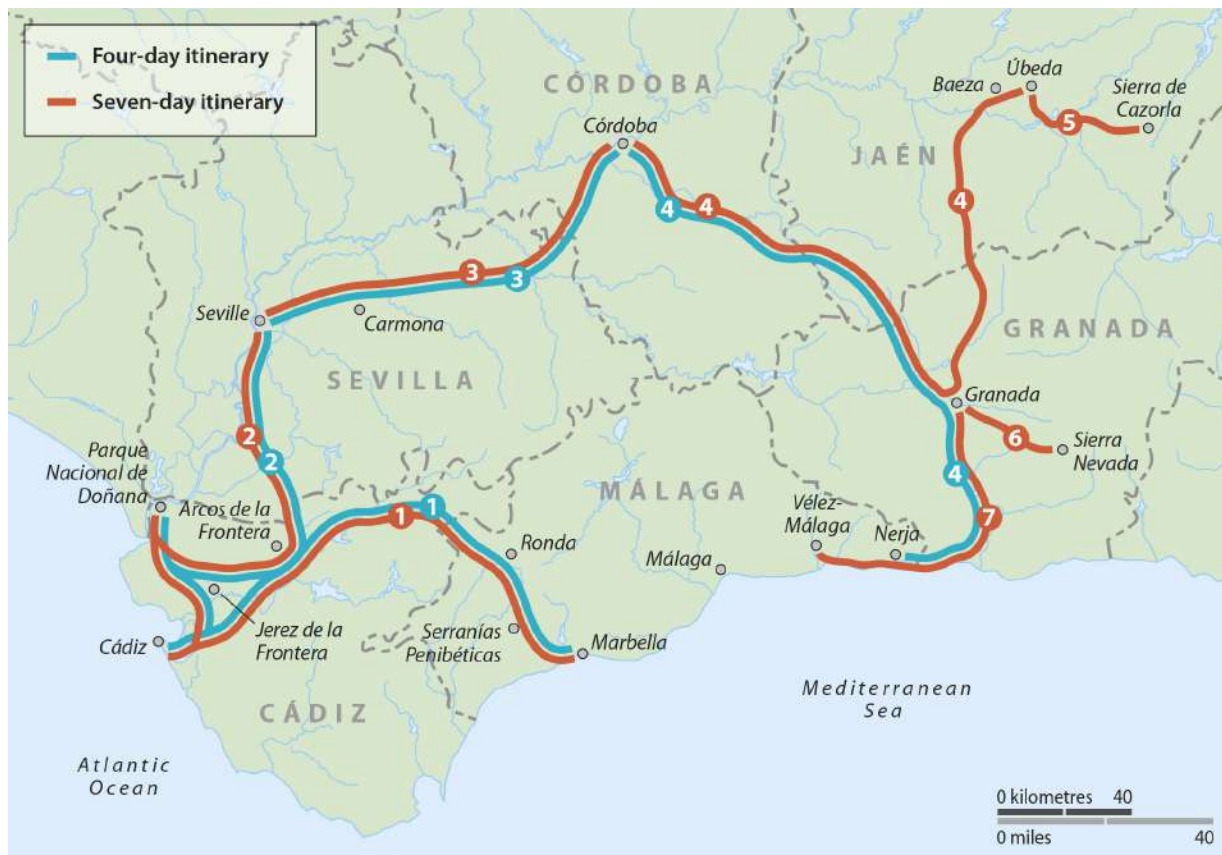 Four-day itinerary
Seven-day itinerary
CÓRDOBA
Córdoba
Baeza
Úbeda
Sierra de
Cazorla
JAÉN
5
4
4
4
3
3
Seville
Carmona
SEVILLA
GRANADA
Granada
6
Sierra
Nevada
2
2
Parque
Nacional de
Doñana
Arcos de la
Frontera
1
1
MÁLAGA
4
7
Vélez-
Málaga
Nerja
Ronda
Málaga
Cádiz
Jerez de la
Frontera
Serranías
Penibéticas
Marbella
CÁDIZ
Mediterranean
Sea
Atlantic
Ocean
0 kilometres 40
0 miles 40